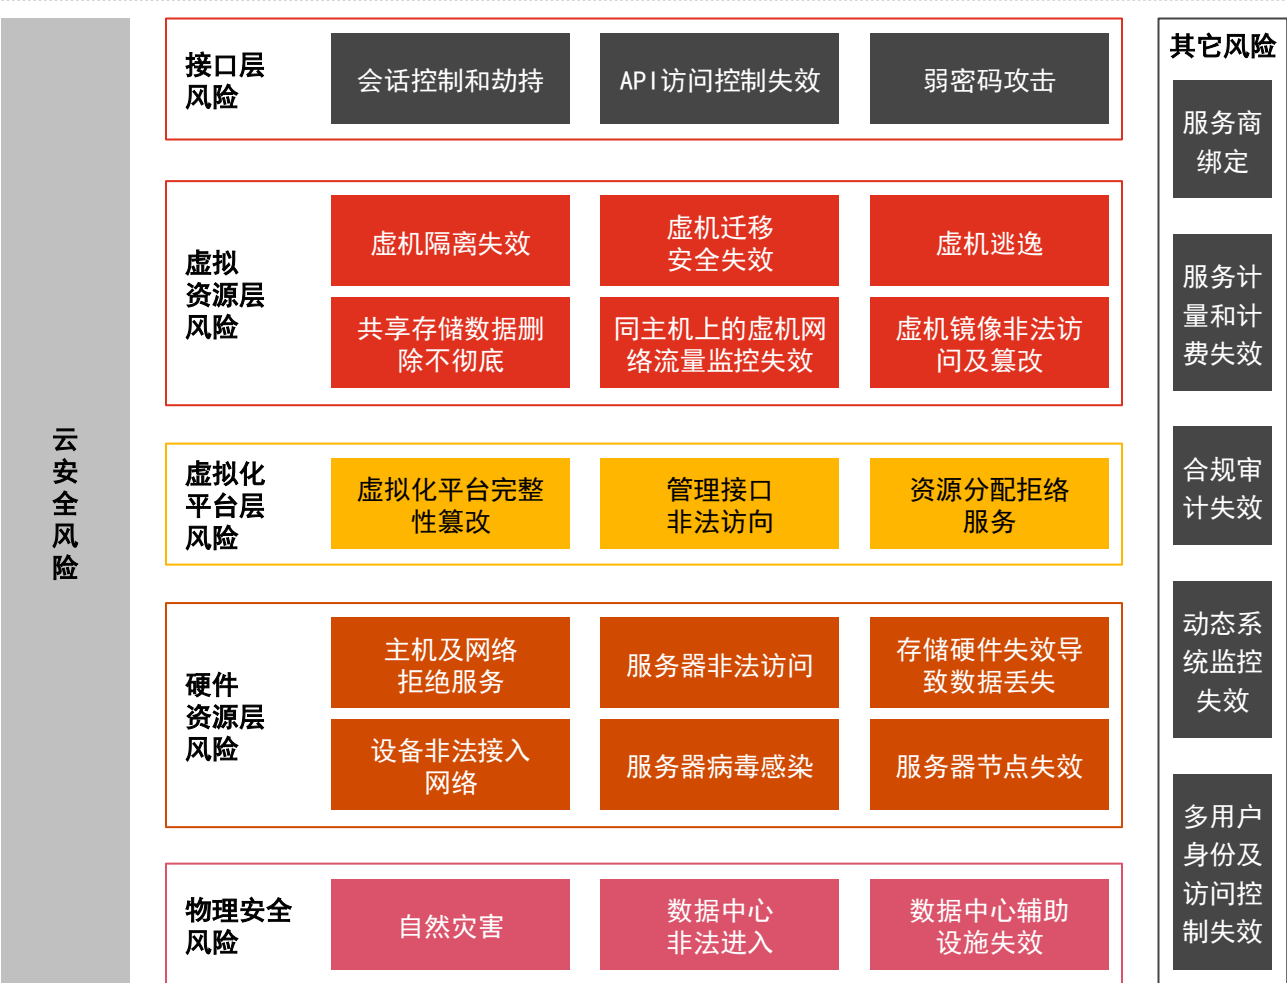 云
安
全
风
险
接口层
风险
会话控制和劫持
API访问控制失效
弱密码攻击
虚拟
资源层
风险
虚机隔离失效
虚机迁移
安全失效
虚机逃逸
共享存储数据删
除不彻底
同主机上的虚机网
络流量监控失效
虚机镜像非法访
问及篡改
虚拟化
平台层
风险
虚拟化平台完整
性篡改
管理接口
非法访向
资源分配拒络
服务
硬件
资源层
风险
主机及网络
拒绝服务
服务器非法访问
存储硬件失效导
致数据丢失
设备非法接入
网络
服务器病毒感染
服务器节点失效
物理安全
风险
自然灾害
数据中心
非法进入
数据中心辅助
设施失效
其它风险
服务商
绑定
服务计
量和计
费失效
合规审
计失效
动态系
统监控
失效
多用户
身份及
访问控
制失效